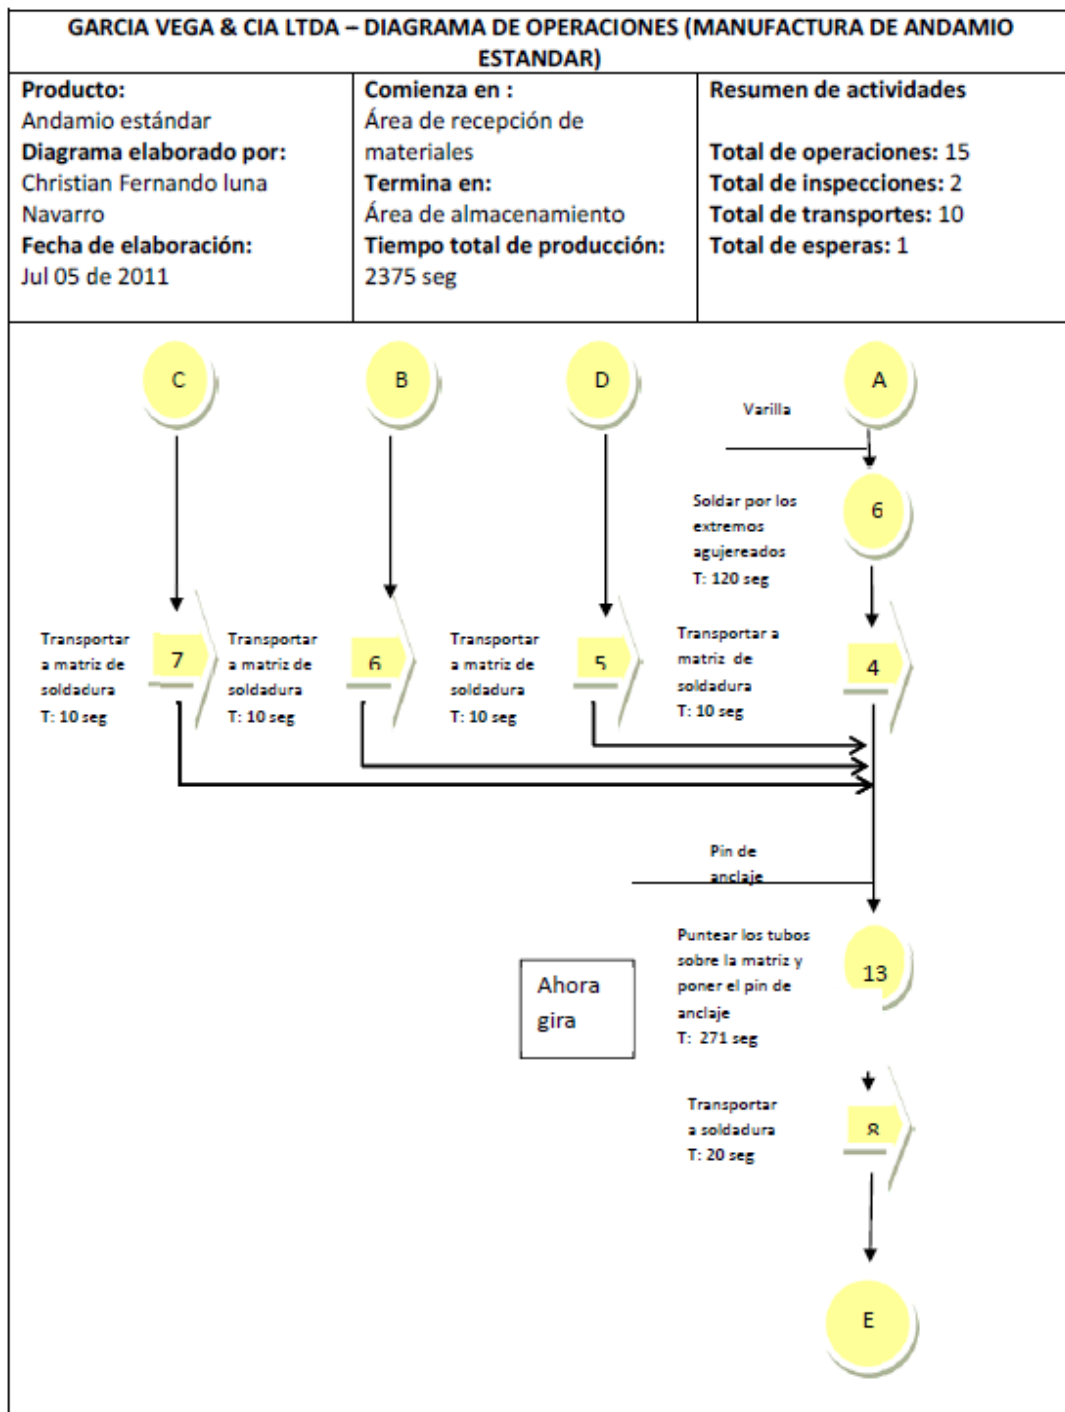 GARCIA VEGA & CIA LTDA – DIAGRAMA DE OPERACIONES (MANUFACTURA DE ANDAMIO
ESTANDAR)
Producto:
Andamio estándar
Diagrama elaborado por:
Christian Fernando luna
Navarro
Fecha de elaboración:
Jul 05 de 2011
Comienza en :
Área de recepción de
materiales
Termina en:
Área de almacenamiento
Tiempo total de producción:
2375 seg
Resumen de actividades
Total de operaciones: 15
Total de inspecciones: 2
Total de transportes: 10
Total de esperas: 1
C
B
D
A
Varilla
Soldar por los
extremos
agujereados
T: 120 seg
6
Transportar
a matriz de
soldadura
T: 10 seg
7
Transportar
a matriz de
soldadura
T: 10 seg
6
Transportar
a matriz de
soldadura
T: 10 seg
5
Transportar a
matriz de
soldadura
T: 10 seg
4
Pin de
anclaje
Puntear los tubos
sobre la matriz y
poner el pin de
anclaje
T: 271 seg
13
Ahora
gira
Transportar
a soldadura
T: 20 seg
8
E